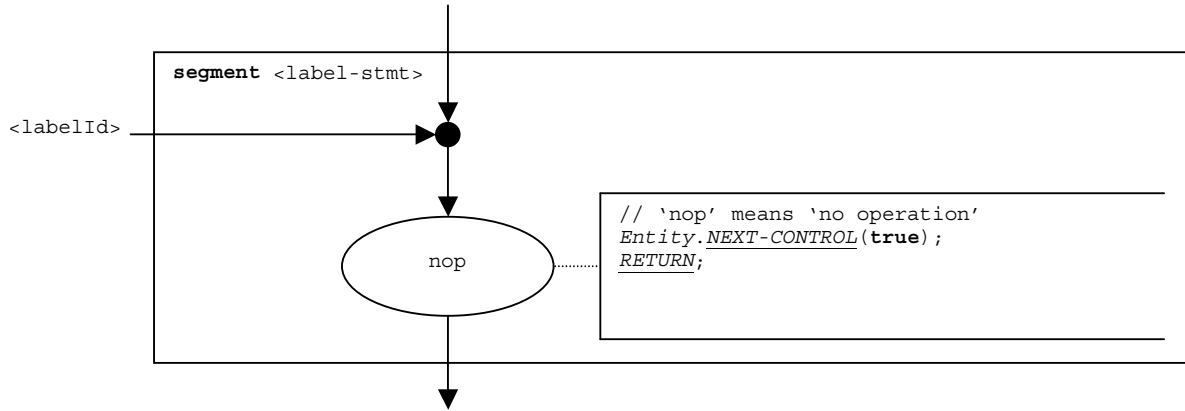 segment <label-stmt>
<labelId>
// ‘nop’ means ‘no operation’
Entity.NEXT-CONTROL(true);
RETURN;
nop